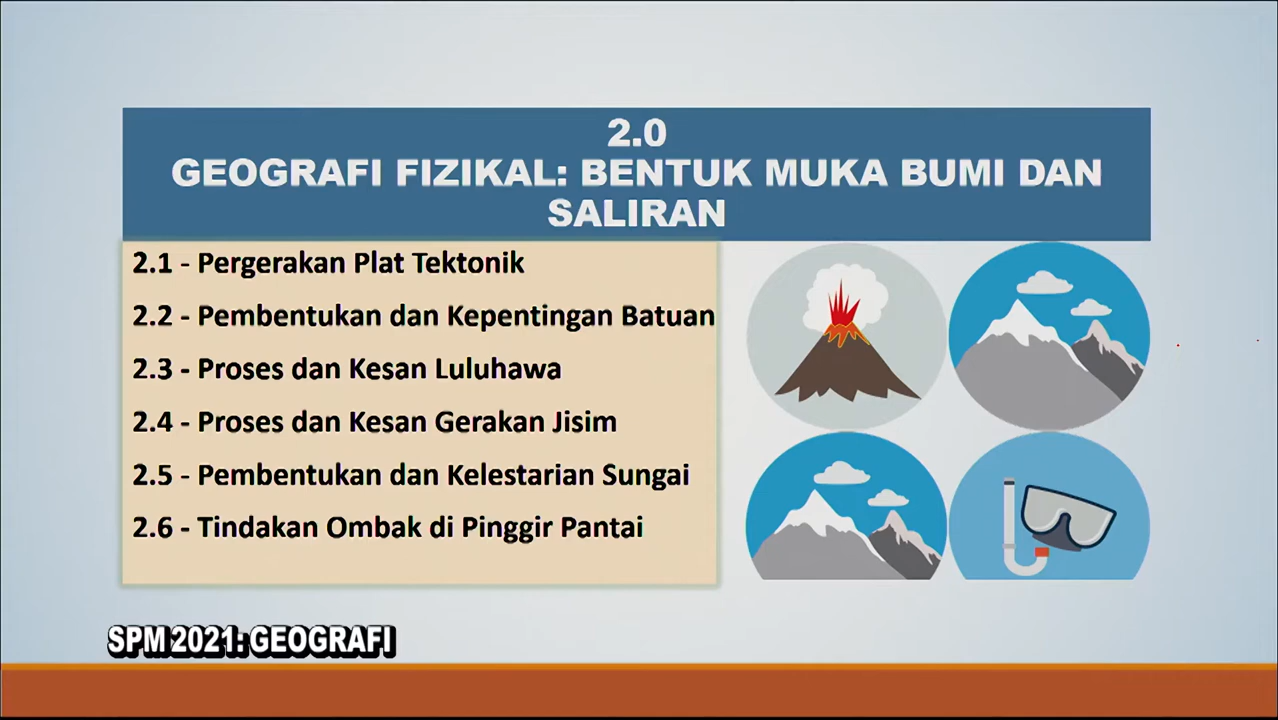 2.0
GEOGRAFI FIZIKAL: BENTUK MUKA BUMI DAN
SALIRAN
2.1 - Pergerakan Plat Tektonik
2.2 - Pembentukan dan Kepentingan Batuan
2.3 - Proses dan Kesan Luluhawa
2.4 - Proses dan Kesan Gerakan Jisim
2.5 - Pembentukan dan Kelestarian Sungai
2.6 - Tindakan Ombak di Pinggir Pantai
SPM 2021: GEOGRAFI